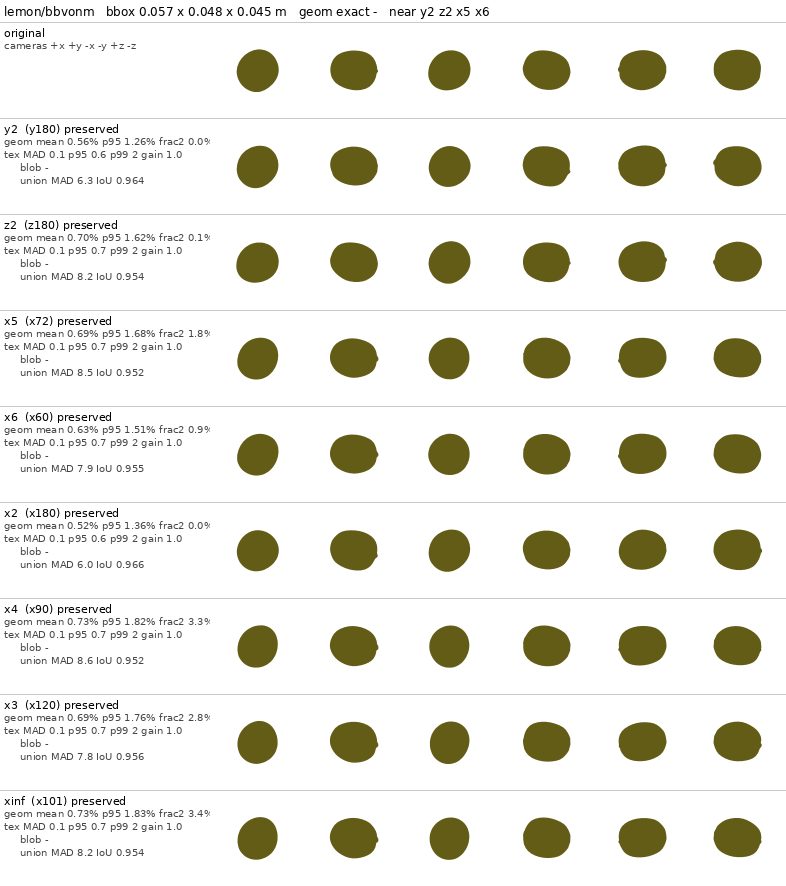 lemon/bbvonm bbox 0.057 x 0.048 x 0.045 m geom exact - near y2 z2 x5 x6
original
cameras +x +y -x -y +z -z
y2 (y180) preserved
geom mean 0.56% p95 1.26% frac2 0.0%
tex MAD 0.1 p95 0.6 p99 2 gain 1.0
blob -
union MAD 6.3 IoU 0.964
z2 (z180) preserved
geom mean 0.70% p95 1.62% frac2 0.1%
tex MAD 0.1 p95 0.7 p99 2 gain 1.0
blob -
union MAD 8.2 IoU 0.954
x5 (x72) preserved
geom mean 0.69% p95 1.68% frac2 1.8%
tex MAD 0.1 p95 0.7 p99 2 gain 1.0
blob -
union MAD 8.5 IoU 0.952
x6 (x60) preserved
geom mean 0.63% p95 1.51% frac2 0.9%
tex MAD 0.1 p95 0.7 p99 2 gain 1.0
blob -
union MAD 7.9 IoU 0.955
x2 (x180) preserved
geom mean 0.52% p95 1.36% frac2 0.0%
tex MAD 0.1 p95 0.6 p99 2 gain 1.0
blob -
union MAD 6.0 IoU 0.966
x4 (x90) preserved
geom mean 0.73% p95 1.82% frac2 3.3%
tex MAD 0.1 p95 0.7 p99 2 gain 1.0
blob -
union MAD 8.6 IoU 0.952
x3 (x120) preserved
geom mean 0.69% p95 1.76% frac2 2.8%
tex MAD 0.1 p95 0.7 p99 2 gain 1.0
blob -
union MAD 7.8 IoU 0.956
xinf (x101) preserved
geom mean 0.73% p95 1.83% frac2 3.4%
tex MAD 0.1 p95 0.7 p99 2 gain 1.0
blob -
union MAD 8.2 IoU 0.954